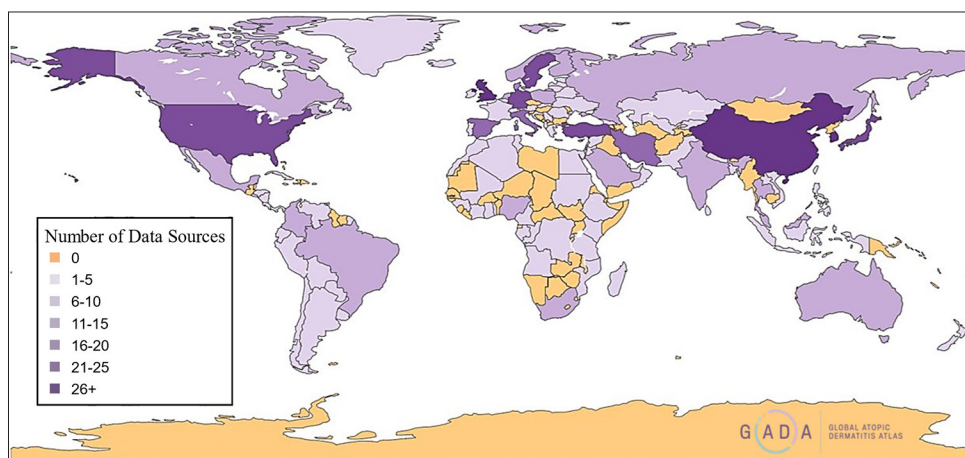 Number of Data Sources
0
1-5
6-10
11-15
16-20
21-25
26+
GADA
GLOBAL ATOPIC
DERMATITIS ATLAS